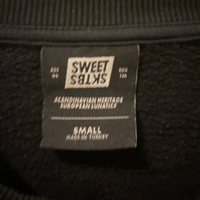 SWEET
SKTBS
SCANDINAVIAN HERITAGE
EUROPEAN LUNATICS
SMALL
MADE IN TURKEY